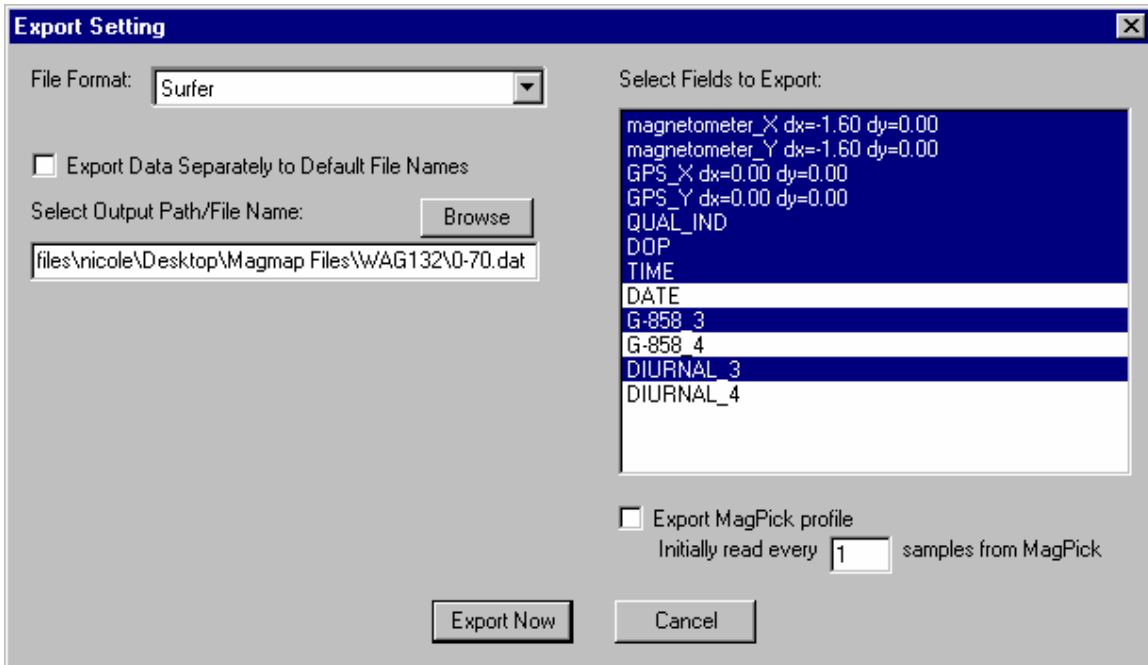 Export Setting
File Format:
Surfer
Export Data Separately to Default File Names
Select Output Path/File Name:
Browse
files\nicole\Desktop\Magmap Files\WAG132\0-70.dat
Select Fields to Export:
magnetometer_X dx=-1.60 dy=0.00
magnetometer_Y dx=-1.60 dy=0.00
GPS_X dx=0.00 dy=0.00
GPS_Y dx=0.00 dy=0.00
QUAL_IND
DOP
TIME
DATE
G-858_3
G-858_4
DIURNAL_3
DIURNAL_4
Export MagPick profile
Initially read every 1 samples from MagPick
Export Now
Cancel